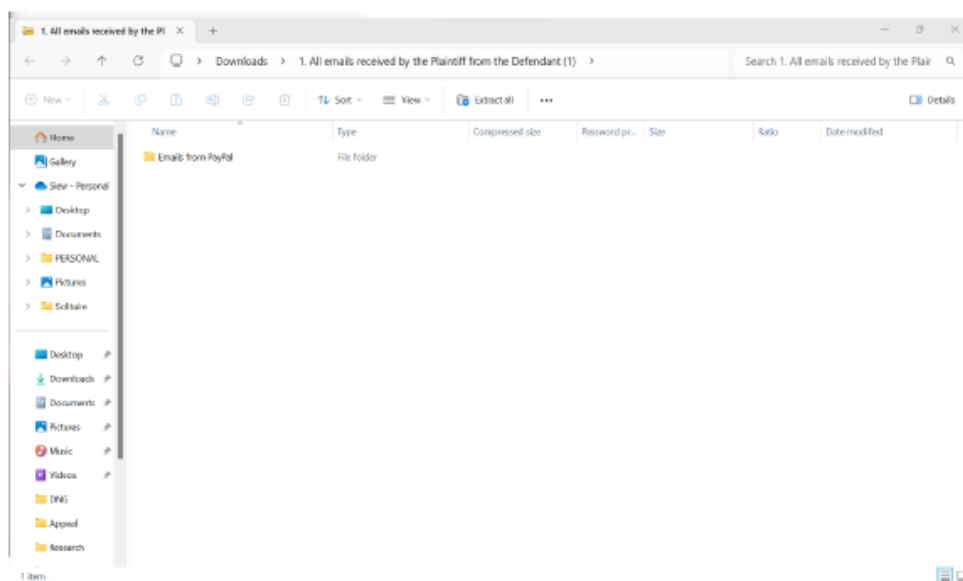 1. All emails received by the Pl
Downloads > 1. All emails received by the Plaintiff from the Defendant (1) >
Search 1. All emails received by the Plair
New
Sort
View
Extract all
Details
Name
Type
Compressed size
Password pr...
Size
Ratio
Date modified
Emails from PayPal
File folder
Home
Gallery
Siew - Personal
Desktop
Documents
PERSONAL
Pictures
Solitaire
Desktop
Downloads
Documents
Pictures
Music
Videos
DNG
Appeal
Research
1 item